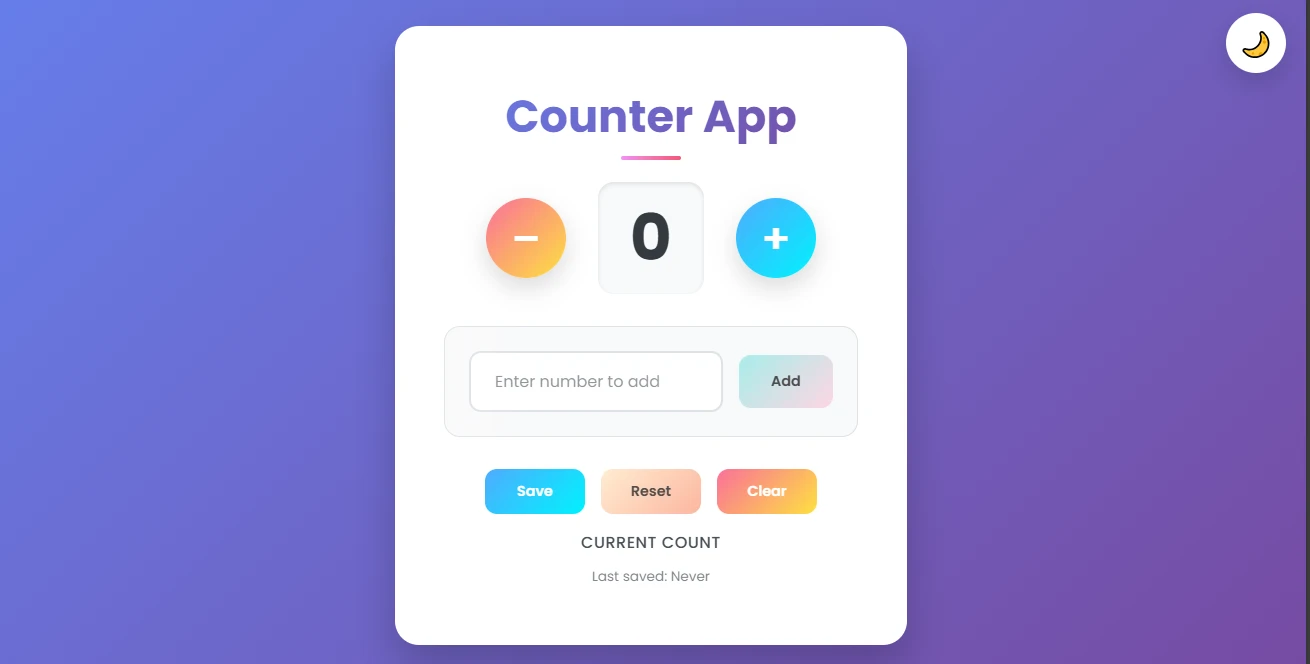 Counter App
− 0 +
Enter number to add Add
Save Reset Clear
CURRENT COUNT
Last saved: Never